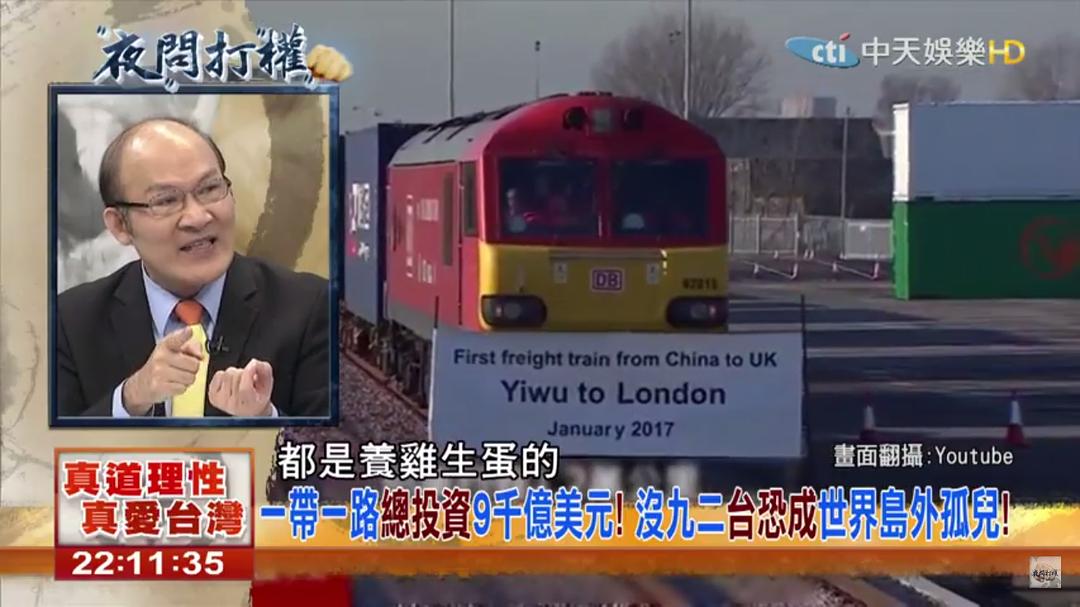 "夜問打權"
cti 中天娛樂HD
DB
First freight train from China to UK
Yiwu to London
January 2017
都是養雞生蛋的
畫面翻攝:Youtube
真道理性
真愛台灣
一帶一路總投資9千億美元! 沒九二台恐成世界島外孤兒!
22:11:35